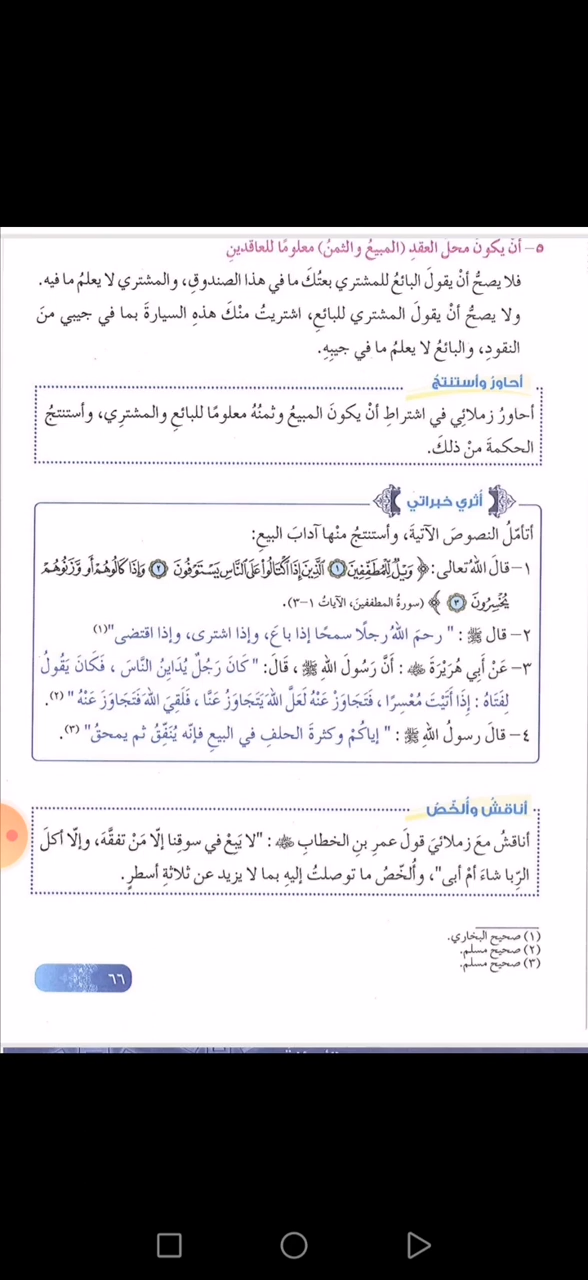 ٥- أنْ يكونَ محل العقدِ (المبيعُ والثمنُ) معلومًا للعاقدينِ
فلا يصحُّ أنْ يقولَ البائعُ للمشتري بعتُكَ ما في هذا الصندوقِ، والمشتري لا يعلمُ ما فيه.
ولا يصحُّ أنْ يقولَ المشتري للبائعِ، اشتريتُ منْكَ هذهِ السيارةَ بما في جيبي منَ
النقودِ، والبائعُ لا يعلمُ ما في جيبِهِ.
أحاورُ وأستنتجُ
أحاورُ زملائِي في اشتراطِ أنْ يكونَ المبيعُ وثمنُهُ معلومًا للبائعِ والمشترِي، وأستنتجُ
الحكمةَ منْ ذلكَ.
أثري خبراتي
أتأمّلُ النصوصَ الآتيةَ، وأستنتجُ منْها آدابَ البيعِ:
١- قالَ اللهُ تعالى: ﴿ وَيْلٌ لِّلْمُطَفِّفِينَ ١ الَّذِينَ إِذَا اكْتَالُوا عَلَى النَّاسِ يَسْتَوْفُونَ ٢ وَإِذَا كَالُوهُمْ أَو وَّزَنُوهُمْ
يُخْسِرُونَ ٣ ﴾ (سورةُ المطففينَ، الآياتُ ١-٣).
٢- قال ﷺ : " رحمَ اللهُ رجلًا سمحًا إذا باعَ، وإذا اشترى، وإذا اقتضى "(١)
٣- عَنْ أَبِي هُرَيْرَةَ ﷺ : أنَّ رَسُولَ اللهِ ﷺ ، قَالَ: " كَانَ رَجُلٌ يُدَايِنُ النَّاسَ ، فَكَانَ يَقُولُ
لِفَتَاهُ : إِذَا أَتَيْتَ مُعْسِرًا ، فَتَجَاوَزْ عَنْهُ لَعَلَّ اللهَ يَتَجَاوَزُ عَنَّا ، فَلَقِيَ اللهَ فَتَجَاوَزَ عَنْهُ "(٢).
٤- قالَ رسولُ اللهِ ﷺ : " إياكُمْ وكثرةَ الحلفِ في البيعِ فإنّه يُنَفِّقُ ثم يمحقُ "(٣).
أناقشُ وألخّصُ
أناقشُ معَ زملائيَ قولَ عمرِ بنِ الخطابِ ﷺ : "لا يَبِعْ في سوقِنا إلّا مَنْ تفقَّهَ، وإلّا أكلَ
الرِّبا شاءَ أمْ أبى"، وأُلخّصُ ما توصلتُ إليهِ بما لا يزيد عن ثلاثةِ أسطرٍ.
(١) صحيح البخاري.
(٢) صحيح مسلم.
(٣) صحيح مسلم.
٦٦